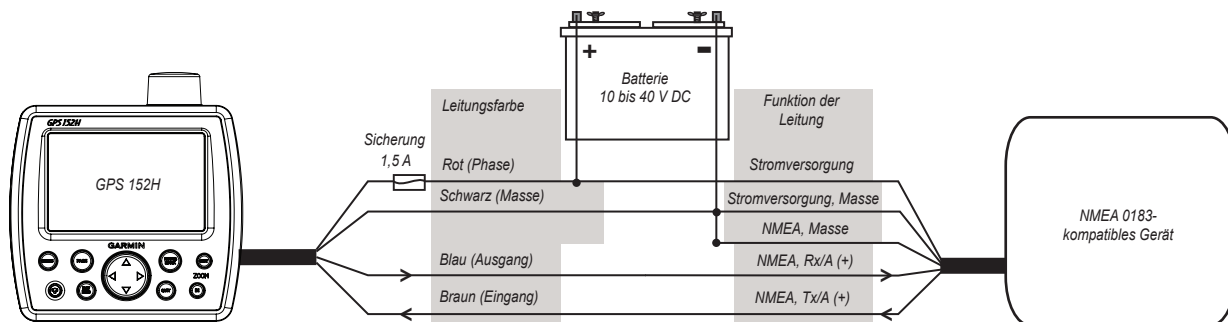 +
-
Batterie
10 bis 40 V DC
Leitungsfarbe
Funktion der
Leitung
Sicherung
1,5 A
GPS 152H
GPS 152H
GARMIN
ZOOM
Rot (Phase)
Stromversorgung
Schwarz (Masse)
Stromversorgung, Masse
NMEA, Masse
Blau (Ausgang)
NMEA, Rx/A (+)
Braun (Eingang)
NMEA, Tx/A (+)
NMEA 0183-
kompatibles Gerät